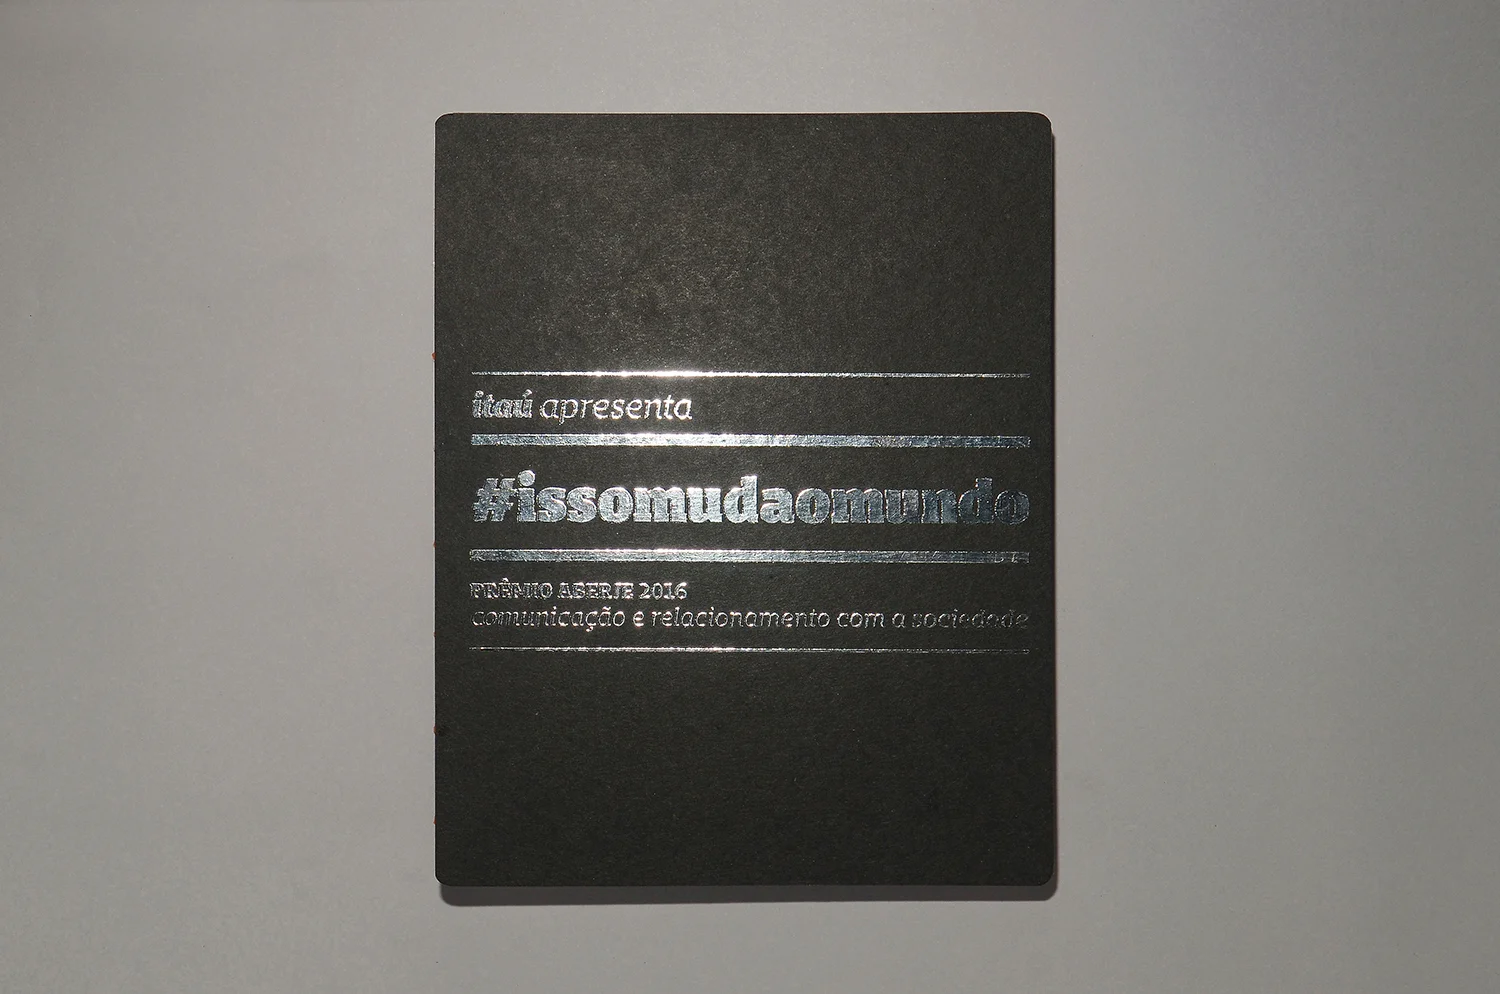 itaú apresenta
#issomudaomundo
PRÊMIO ABERJE 2016
comunicação e relacionamento com a sociedade